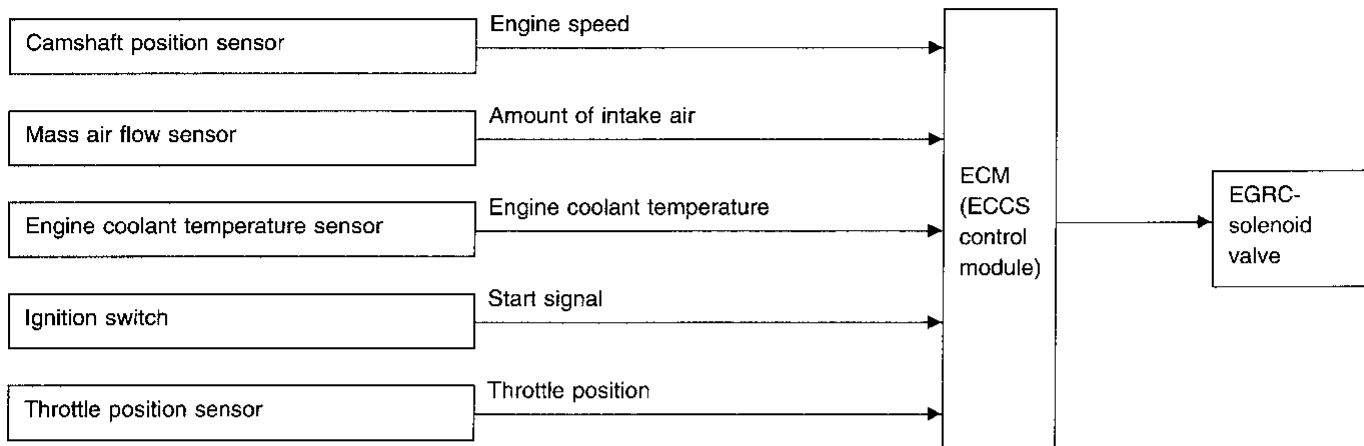 Camshaft position sensor
Engine speed
Mass air flow sensor
Amount of intake air
Engine coolant temperature sensor
Engine coolant temperature
Ignition switch
Start signal
Throttle position sensor
Throttle position
ECM
(ECCS
control
module)
EGRC-
solenoid
valve